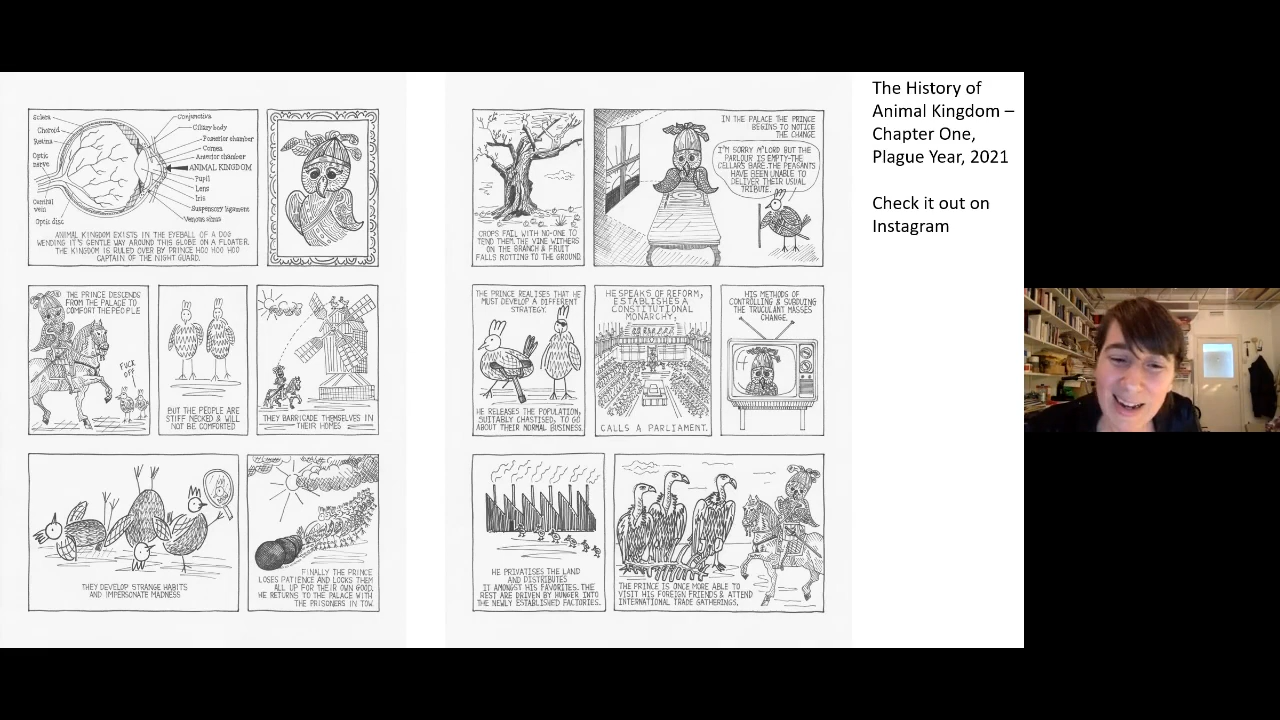 Sclera
Choroid
Retina
Optic
nerve
Central
vein
Optic disc
Conjunctiva
Ciliary body
Posterior chamber
Cornea
Anterior chamber
ANIMAL KINGDOM
Pupil
Lens
Iris
Suspensory ligament
Venous sinus
ANIMAL KINGDOM EXISTS IN THE EYEBALL OF A DOG
WENDING IT'S GENTLE WAY AROUND THIS GLOBE ON A FLOATER.
THE KINGDOM IS RULED OVER BY PRINCE HOO HOO HOO
CAPTAIN OF THE NIGHT GUARD.
THE PRINCE DESCENDS
FROM THE PALACE TO
COMFORT THE PEOPLE
FUCK
OFF
BUT THE PEOPLE ARE
STIFF NECKED & WILL
NOT BE COMFORTED
THEY BARRICADE THEMSELVES IN
THEIR HOMES
THEY DEVELOP STRANGE HABITS
AND IMPERSONATE MADNESS
FINALLY THE PRINCE
LOSES PATIENCE AND LOCKS THEM
ALL UP FOR THEIR OWN GOOD.
HE RETURNS TO THE PALACE WITH
THE PRISONERS IN TOW.
CROPS FAIL WITH NO-ONE TO
TEND THEM. THE VINE WITHERS
ON THE BRANCH & FRUIT
FALLS ROTTING TO THE GROUND.
IN THE PALACE THE PRINCE
BEGINS TO NOTICE
THE CHANGE
I'M SORRY M'LORD BUT THE
PARLOUR IS EMPTY-THE
CELLARS BARE. THE PEASANTS
HAVE BEEN UNABLE TO
DELIVER THEIR USUAL
TRIBUTE.
THE PRINCE REALISES THAT HE
MUST DEVELOP A DIFFERENT
STRATEGY.
HE RELEASES THE POPULATION,
SUITABLY CHASTISED, TO GO
ABOUT THEIR NORMAL BUSINESS.
HE SPEAKS OF REFORM,
ESTABLISHES A
CONSTITUTIONAL
MONARCHY,
CALLS A PARLIAMENT.
HIS METHODS OF
CONTROLLING & SUBDUING
THE TRUCULANT MASSES
CHANGE.
HE PRIVATISES THE LAND
AND DISTRIBUTES
IT AMONGST HIS FAVORITES. THE
REST ARE DRIVEN BY HUNGER INTO
THE NEWLY ESTABLISHED FACTORIES.
THE PRINCE IS ONCE MORE ABLE TO
VISIT HIS FOREIGN FRIENDS & ATTEND
INTERNATIONAL TRADE GATHERINGS.
The History of
Animal Kingdom –
Chapter One,
Plague Year, 2021
Check it out on
Instagram